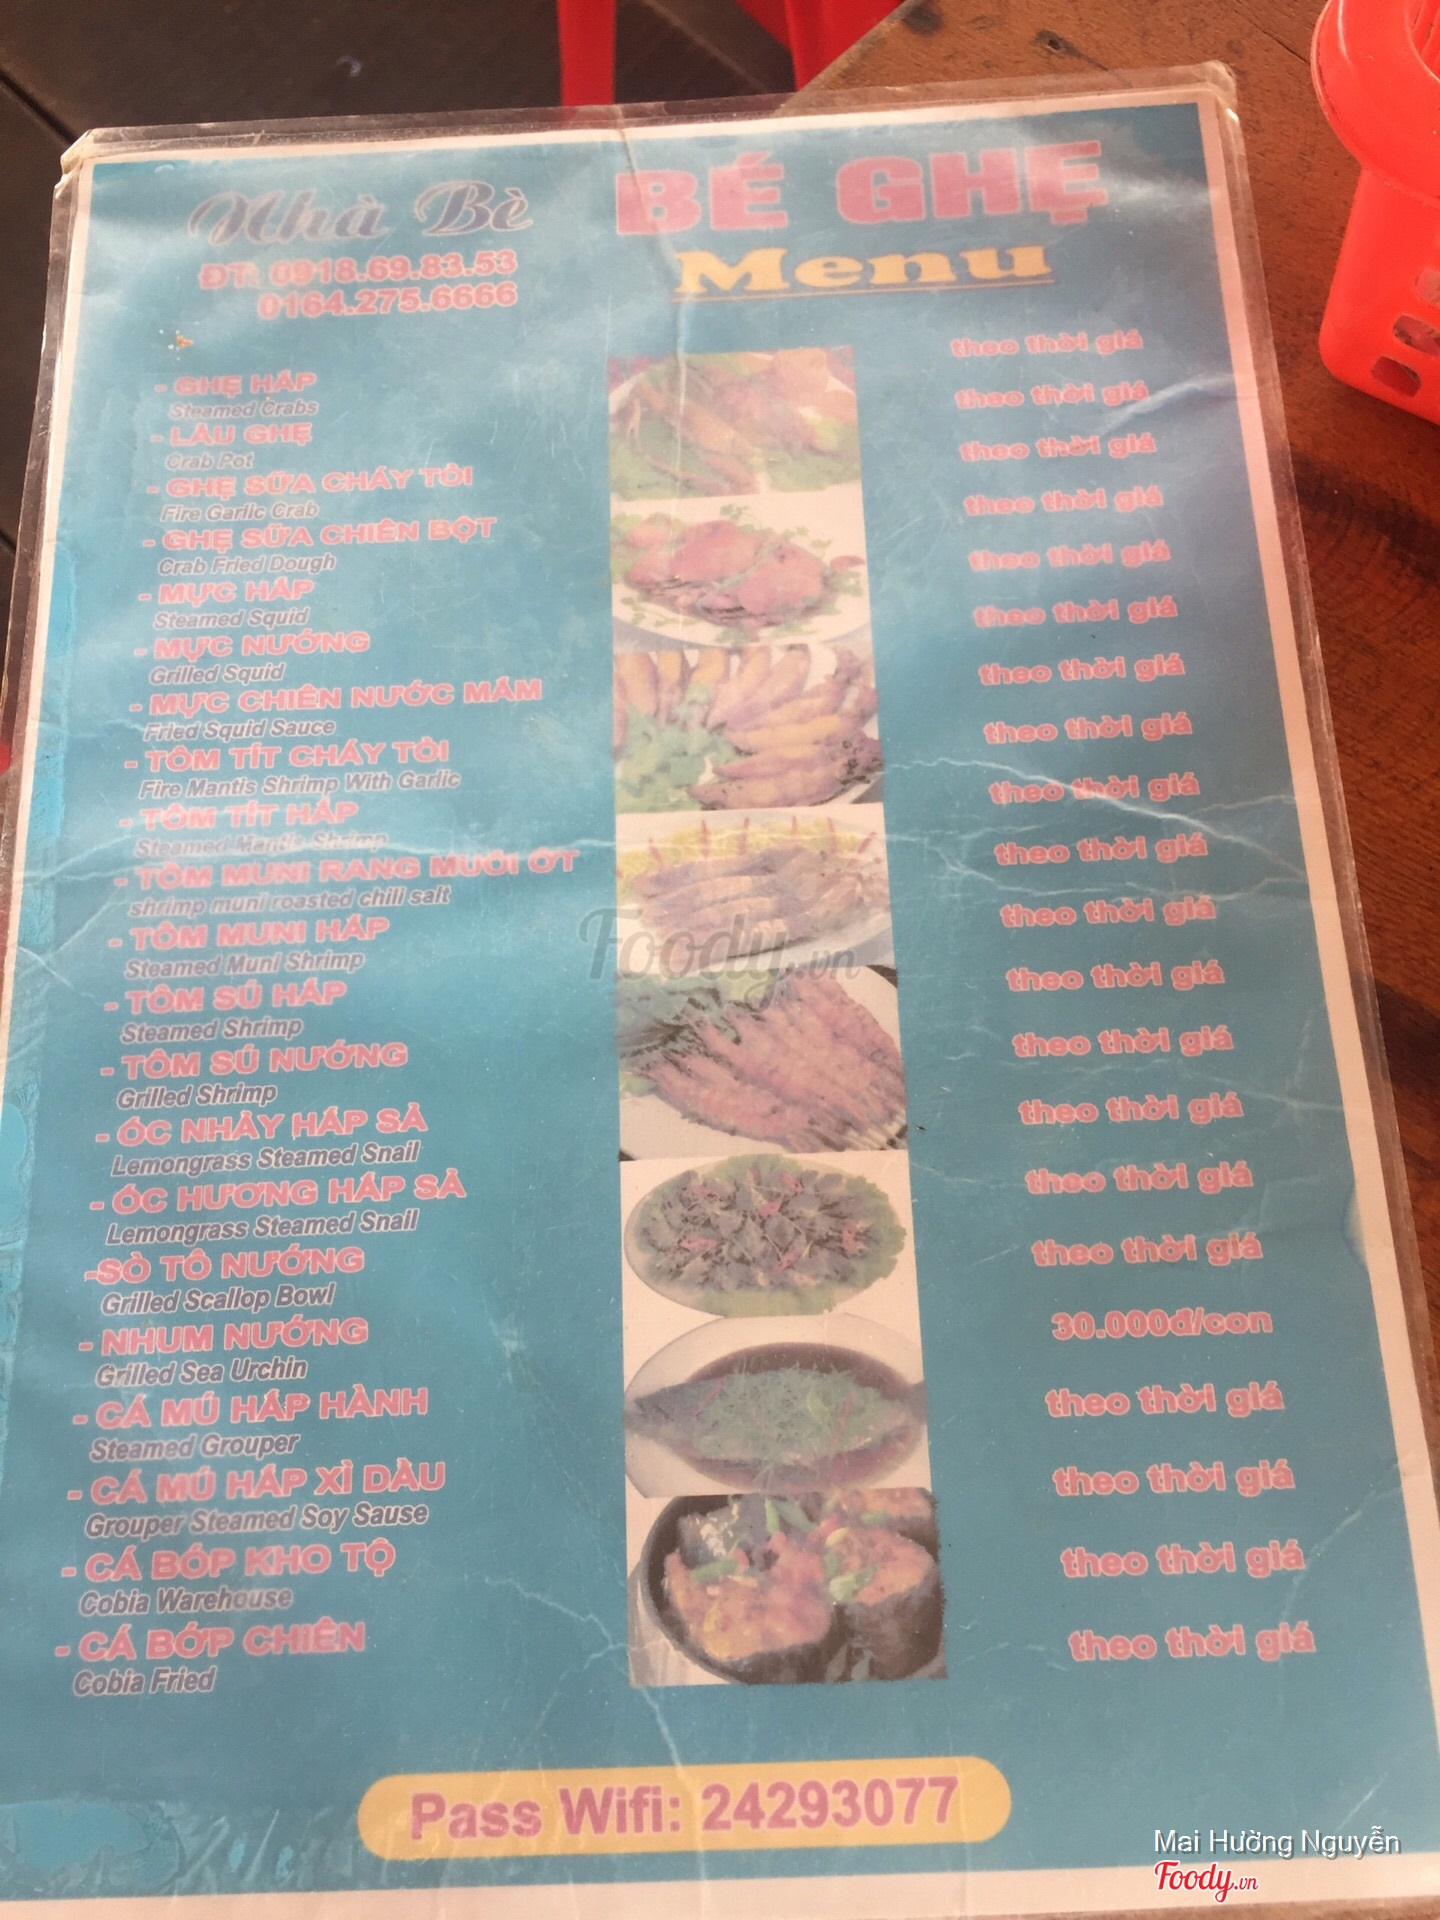 Nhà Bè
BÉ GHẸ
ĐT: 0918.69.83.53
0164.275.6666
Menu
- GHẸ HẤP theo thời giá
Steamed Crabs
- LẨU GHẸ theo thời giá
Crab Pot
- GHẸ SỮA CHÁY TỎI theo thời giá
Fire Garlic Crab
- GHẸ SỮA CHIÊN BỘT theo thời giá
Crab Fried Dough
- MỰC HẤP theo thời giá
Steamed Squid
- MỰC NƯỚNG theo thời giá
Grilled Squid
- MỰC CHIÊN NƯỚC MẮM theo thời giá
Fried Squid Sauce
- TÔM TÍT CHÁY TỎI theo thời giá
Fire Mantis Shrimp With Garlic
- TÔM TÍT HẤP theo thời giá
Steamed Mantis Shrimp
- TÔM MUNI RANG MUỐI ỚT theo thời giá
shrimp muni roasted chili salt
- TÔM MUNI HẤP theo thời giá
Steamed Muni Shrimp
- TÔM SÚ HẤP theo thời giá
Steamed Shrimp
- TÔM SÚ NƯỚNG theo thời giá
Grilled Shrimp
- ỐC NHẢY HẤP SẢ theo thời giá
Lemongrass Steamed Snail
- ỐC HƯƠNG HẤP SẢ theo thời giá
Lemongrass Steamed Snail
-SÒ TÔ NƯỚNG theo thời giá
Grilled Scallop Bowl
- NHUM NƯỚNG 30.000đ/con
Grilled Sea Urchin
- CÁ MÚ HẤP HÀNH theo thời giá
Steamed Grouper
- CÁ MÚ HẤP XÌ DẦU theo thời giá
Grouper Steamed Soy Sause
- CÁ BỚP KHO TỘ theo thời giá
Cobia Warehouse
- CÁ BỚP CHIÊN theo thời giá
Cobia Fried
Foody.vn
Pass Wifi: 24293077
Mai Hường Nguyễn
Foody.vn